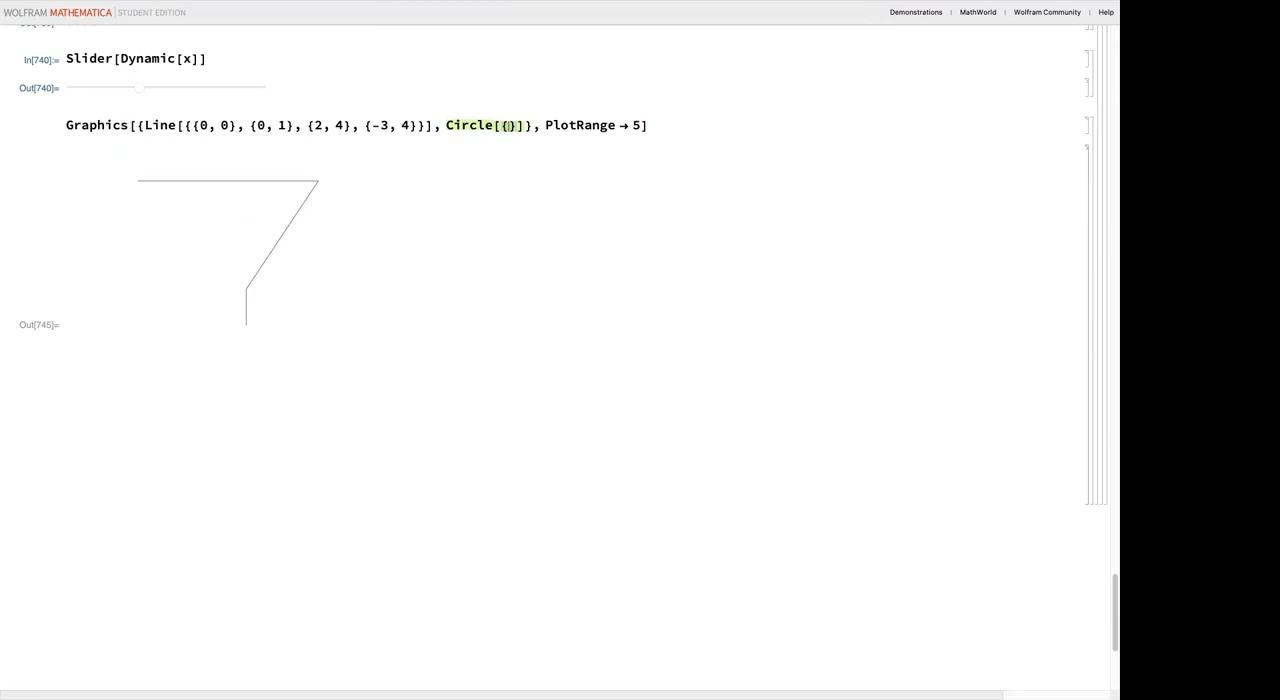 WOLFRAM MATHEMATICA | STUDENT EDITION
Demonstrations | MathWorld | Wolfram Community | Help
In[740]:= Slider[Dynamic[x]]
Out[740]=
Graphics[{Line[{{0, 0}, {0, 1}, {2, 4}, {-3, 4}}], Circle[{}]}, PlotRange → 5]
Out[745]=